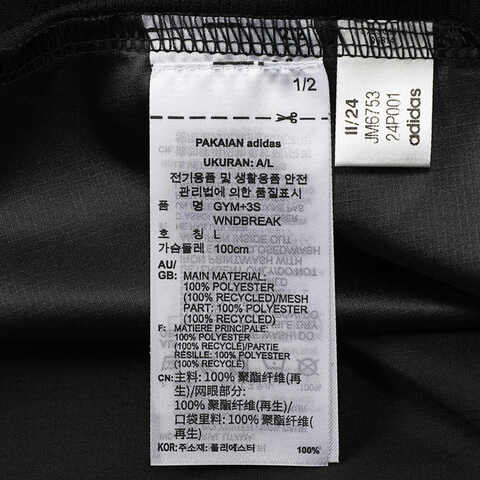 1/2
PAKAIAN adidas
UKURAN: A/L
전기용품 및 생활용품 안전
관리법에 의한 품질표시
품 명 GYM+3S
WNDBREAK
호 칭 L
가슴둘레 100cm
AU/
GB: MAIN MATERIAL:
100% POLYESTER
(100% RECYCLED)/MESH
PART: 100% POLYESTER
(100% RECYCLED)
F: MATIERE PRINCIPALE:
100% POLYESTER
(100% RECYCLE)/PARTIE
RÉSILLE: 100% POLYESTER
(100% RECYCLE)
CN: 主料: 100% 聚酯纤维(再
生)/网眼部分:
100% 聚酯纤维(再生)/
口袋里料: 100% 聚酯纤维
(再生)
KOR: 주소재: 폴리에스터 100%
11/24
JM6753
24P001
adidas